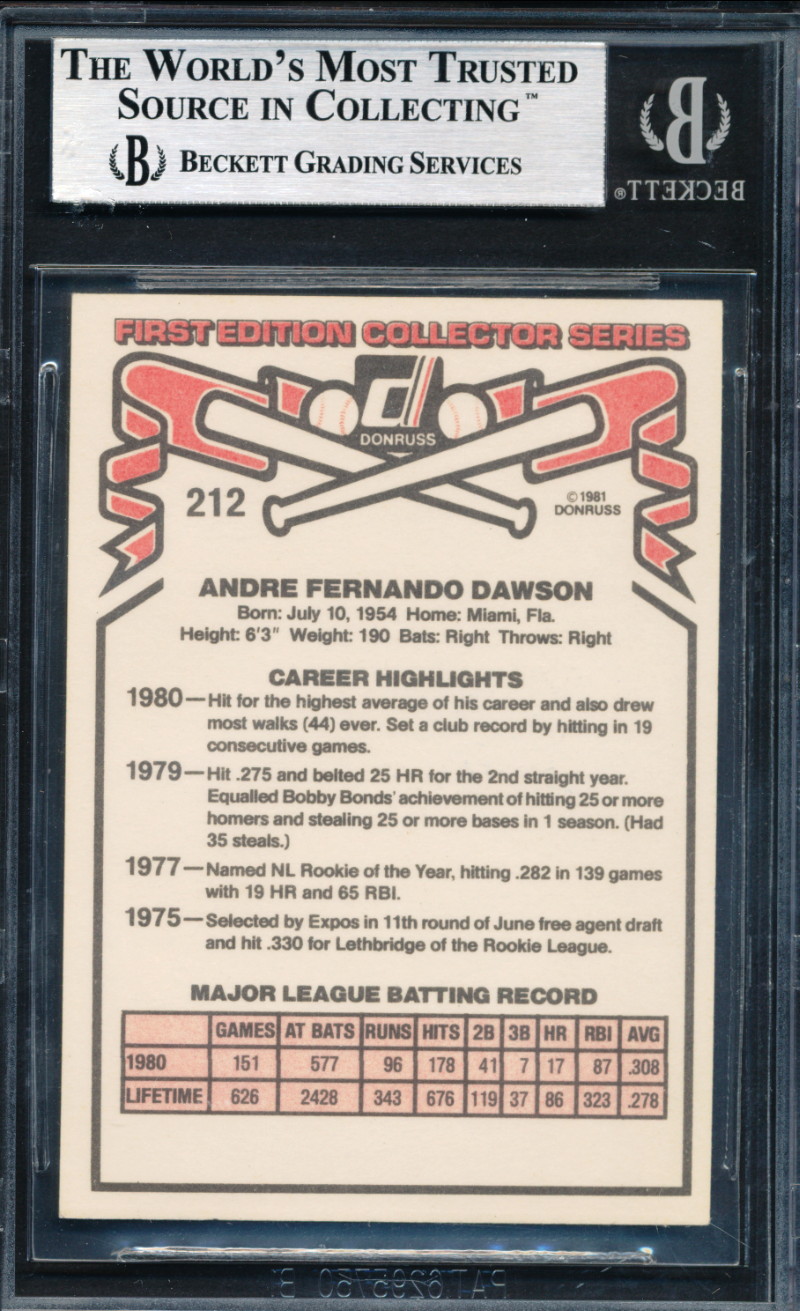 THE WORLD'S MOST TRUSTED
SOURCE IN COLLECTING™
B BECKETT GRADING SERVICES
B
BECKETT®
FIRST EDITION COLLECTOR SERIES
d
DONRUSS
212
©1981
DONRUSS
ANDRE FERNANDO DAWSON
Born: July 10, 1954 Home: Miami, Fla.
Height: 6'3" Weight: 190 Bats: Right Throws: Right
CAREER HIGHLIGHTS
1980—Hit for the highest average of his career and also drew
most walks (44) ever. Set a club record by hitting in 19
consecutive games.
1979—Hit .275 and belted 25 HR for the 2nd straight year.
Equalled Bobby Bonds' achievement of hitting 25 or more
homers and stealing 25 or more bases in 1 season. (Had
35 steals.)
1977—Named NL Rookie of the Year, hitting .282 in 139 games
with 19 HR and 65 RBI.
1975—Selected by Expos in 11th round of June free agent draft
and hit .330 for Lethbridge of the Rookie League.
MAJOR LEAGUE BATTING RECORD
GAMES AT BATS RUNS HITS 2B 3B HR RBI AVG
1980 151 577 96 178 41 7 17 87 .308
LIFETIME 626 2428 343 676 119 37 86 323 .278